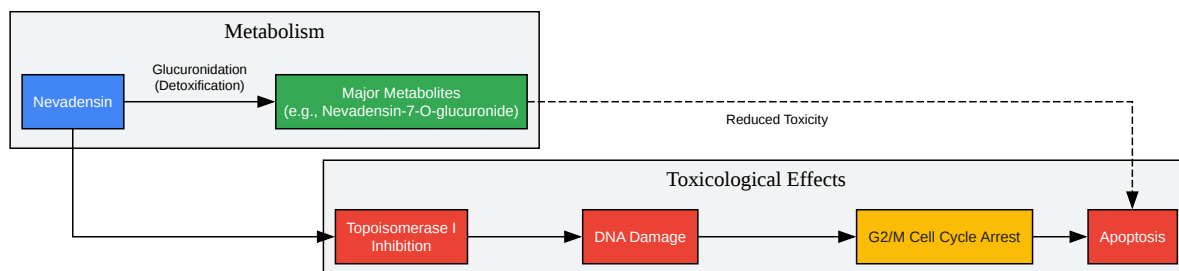 Metabolism
Glucuronidation
(Detoxification)
Nevadensin
Major Metabolites
(e.g., Nevadensin-7-O-glucuronide)
Reduced Toxicity
Toxicological Effects
Topoisomerase I
Inhibition
DNA Damage
G2/M Cell Cycle Arrest
Apoptosis